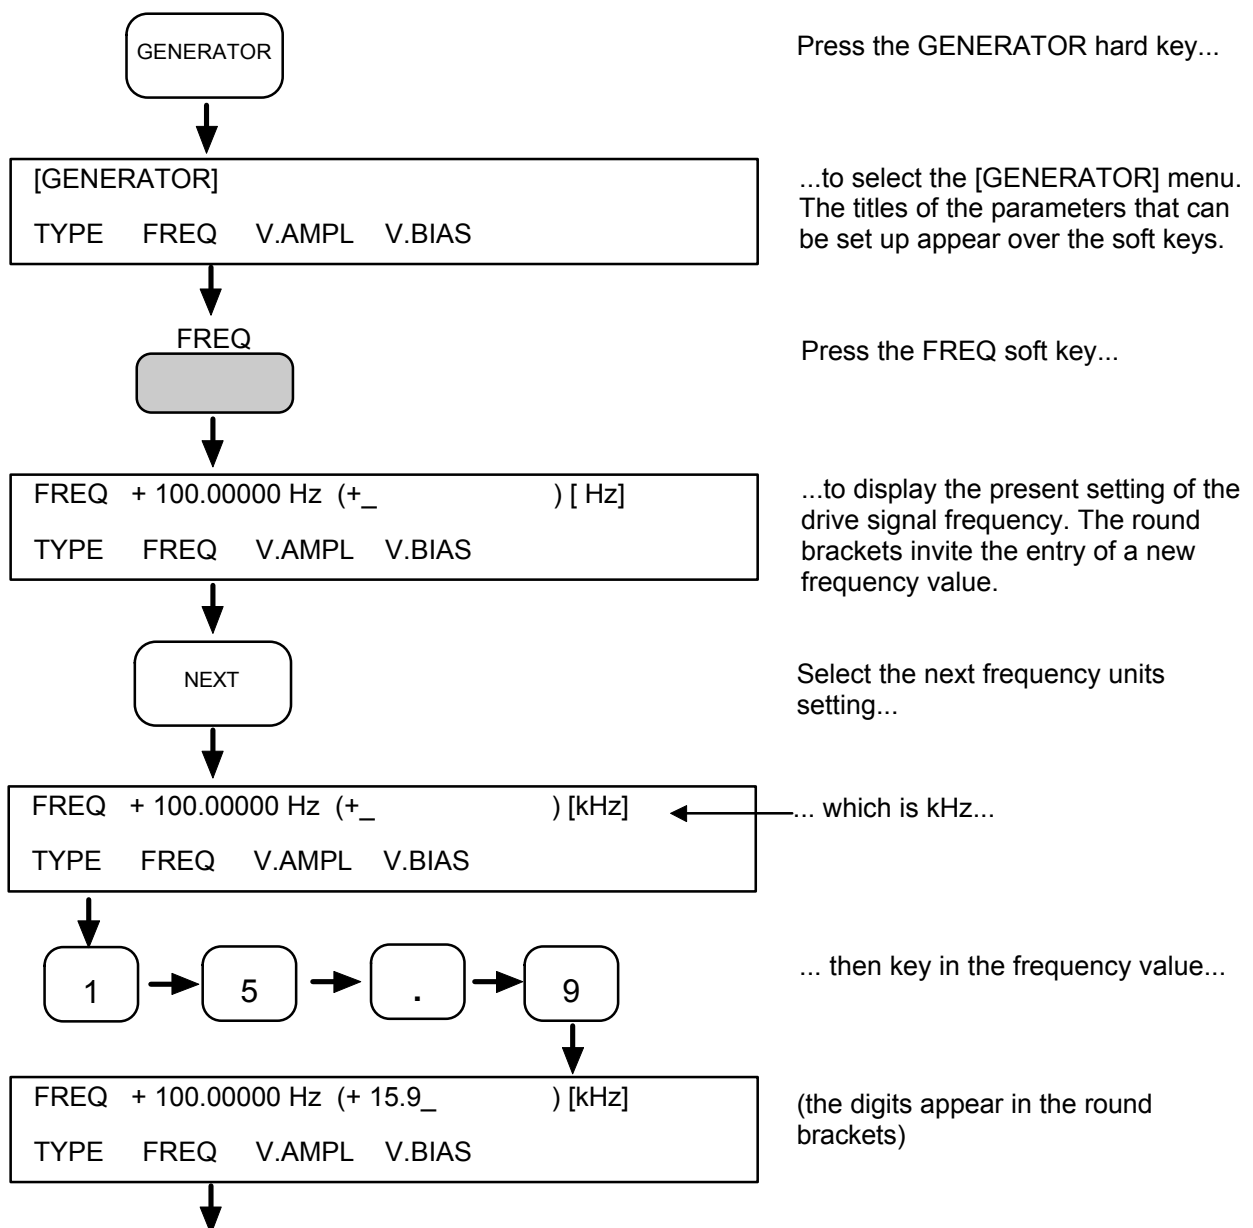 GENERATOR
Press the GENERATOR hard key...
[GENERATOR]
TYPE FREQ V.AMPL V.BIAS
...to select the [GENERATOR] menu.
The titles of the parameters that can
be set up appear over the soft keys.
FREQ
Press the FREQ soft key...
FREQ + 100.00000 Hz (+_ ) [ Hz]
TYPE FREQ V.AMPL V.BIAS
...to display the present setting of the
drive signal frequency. The round
brackets invite the entry of a new
frequency value.
NEXT
Select the next frequency units
setting...
FREQ + 100.00000 Hz (+_ ) [kHz]
TYPE FREQ V.AMPL V.BIAS
... which is kHz...
1 5 . 9
... then key in the frequency value...
FREQ + 100.00000 Hz (+ 15.9_ ) [kHz]
TYPE FREQ V.AMPL V.BIAS
(the digits appear in the round
brackets)